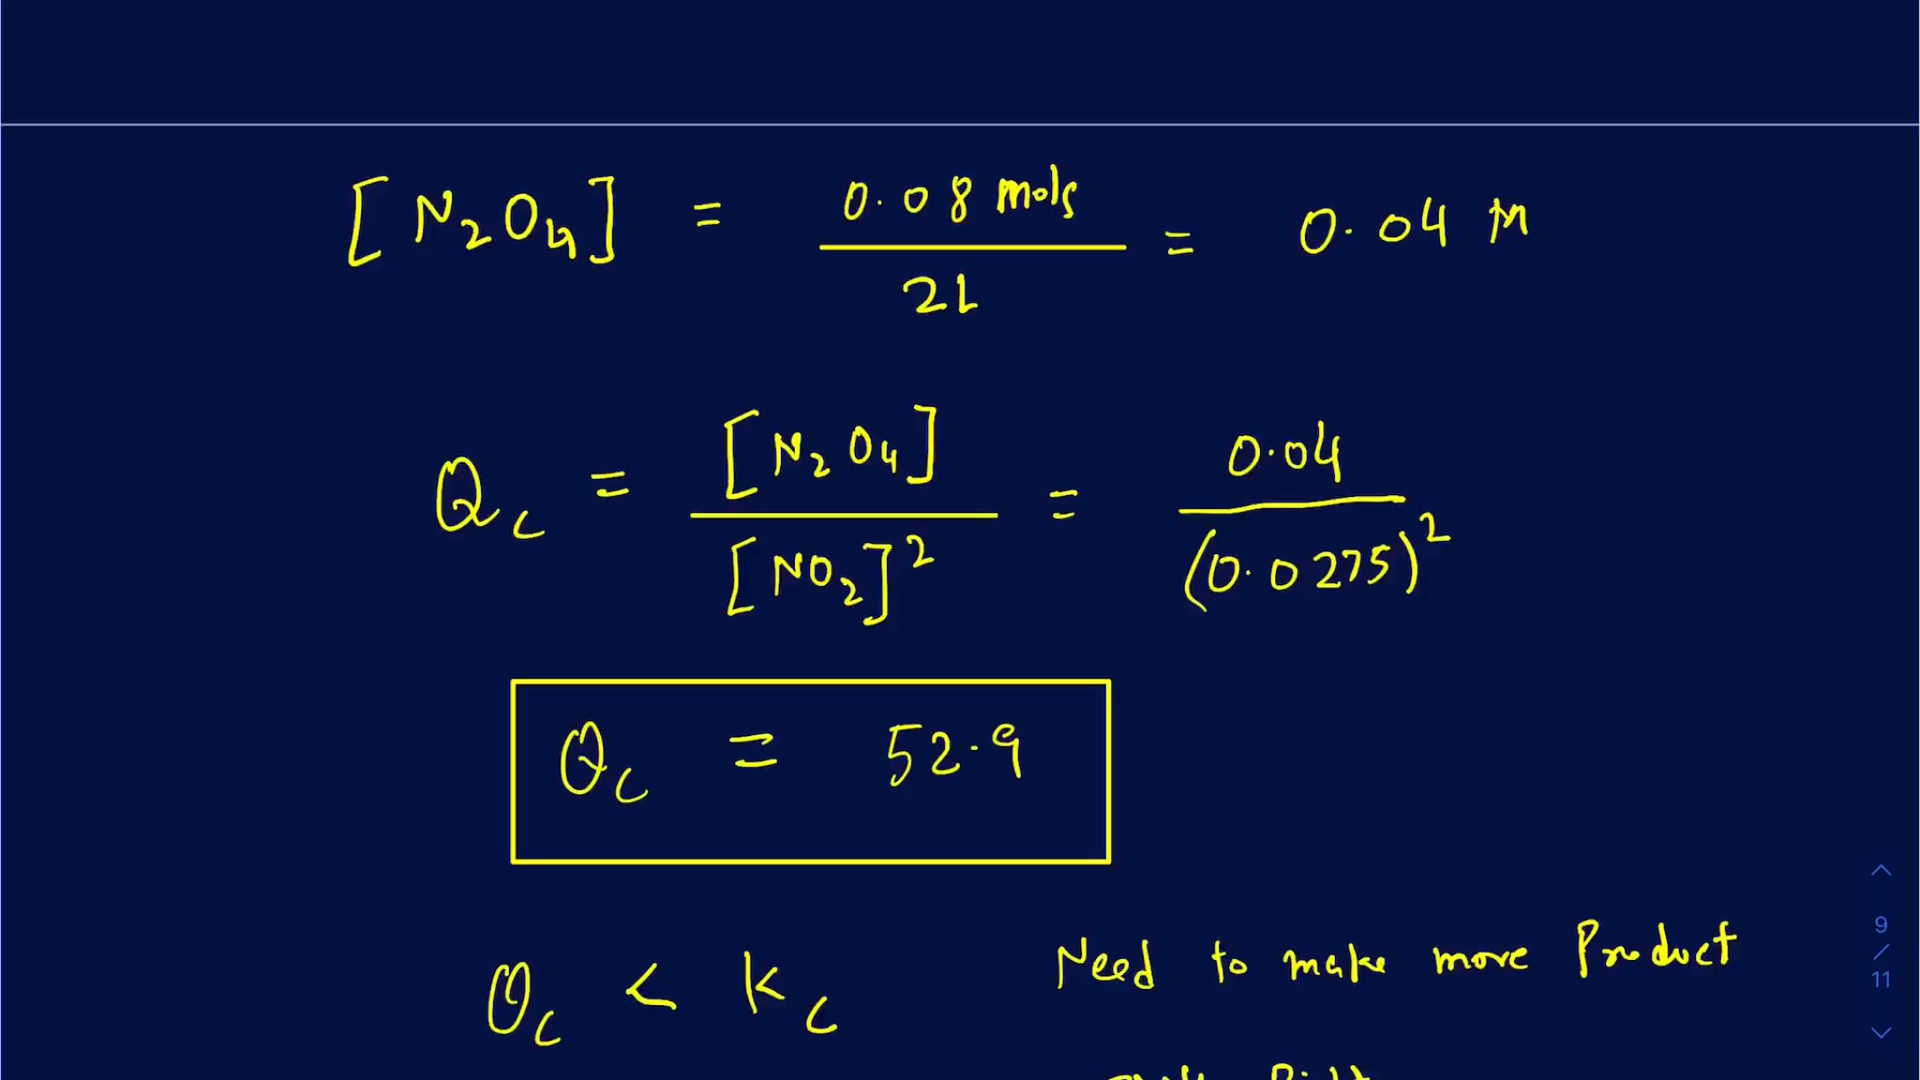 [N₂O₄] = 0.08 mols / 2L = 0.04 M
Qc = [N₂O₄] / [NO₂]² = 0.04 / (0.0275)²
Qc = 52.9
Qc < Kc Need to make more Product
9
/
11